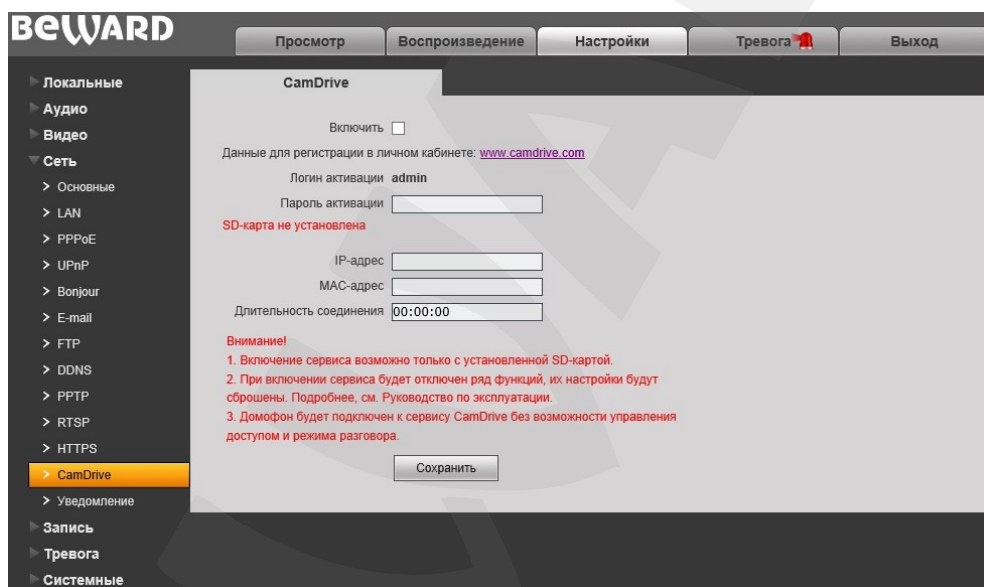 BEWARD
Просмотр
Воспроизведение
Настройки
Тревога
Выход
Локальные
Аудио
Видео
Сеть
Основные
LAN
PPPoE
UPnP
Bonjour
E-mail
FTP
DDNS
PPTP
RTSP
HTTPS
CamDrive
Уведомление
Запись
Тревога
Системные
CamDrive
Включить
Данные для регистрации в личном кабинете: www.camdrive.com
Логин активации admin
Пароль активации
SD-карта не установлена
IP-адрес
MAC-адрес
Длительность соединения 00:00:00
Внимание!
1. Включение сервиса возможно только с установленной SD-картой.
2. При включении сервиса будет отключен ряд функций, их настройки будут
сброшены. Подробнее, см. Руководство по эксплуатации.
3. Домофон будет подключен к сервису CamDrive без возможности управления
доступом и режима разговора.
Сохранить